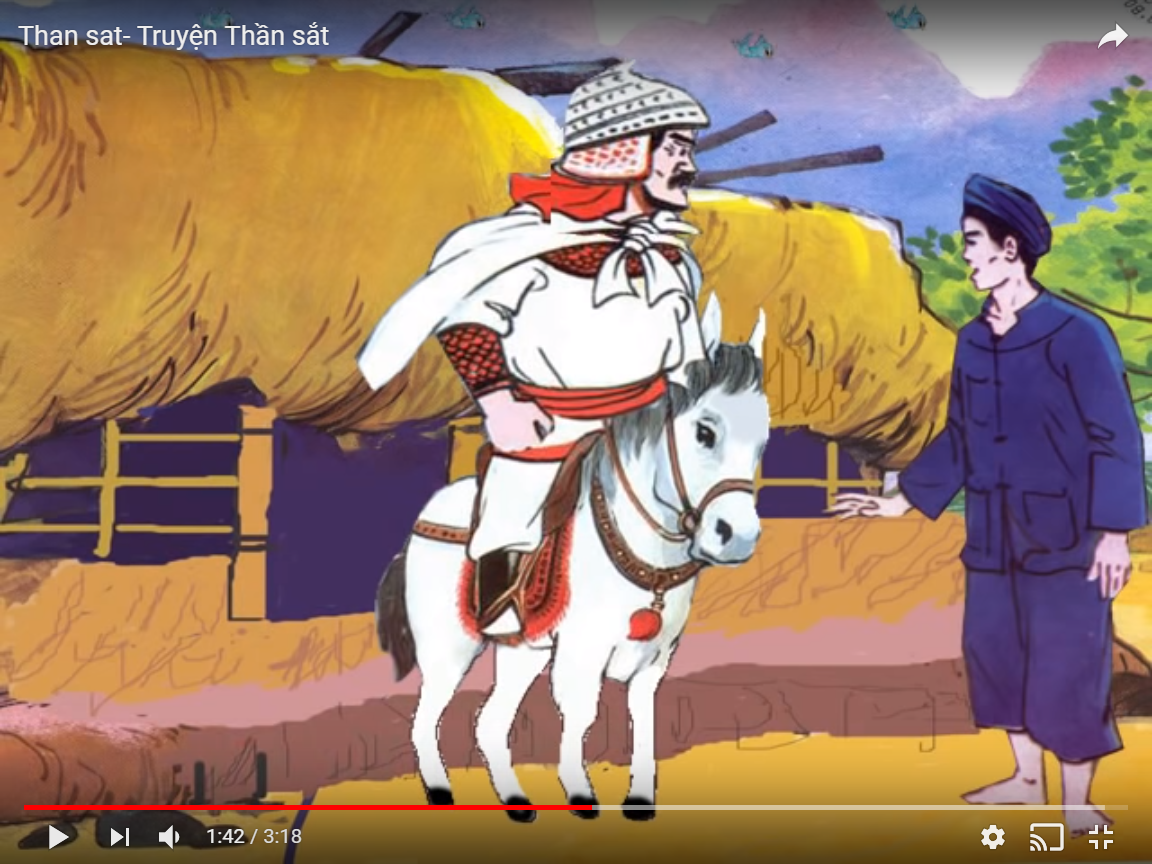 Than sat- Truyện Thần sắt
1:42 / 3:18